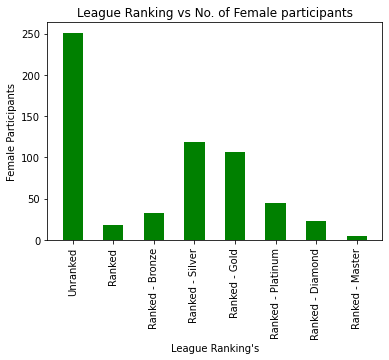 League Ranking vs No. of Female participants
250
200
150
100
50
0
Female Participants
Unranked
Ranked
Ranked - Bronze
Ranked - Silver
Ranked - Gold
Ranked - Platinum
Ranked - Diamond
Ranked - Master
League Ranking's